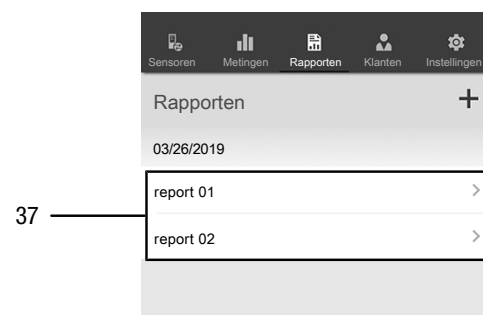 Sensoren Metingen Rapporten Klanten Instellingen
Rapporten +
03/26/2019
report 01 >
37
report 02 >